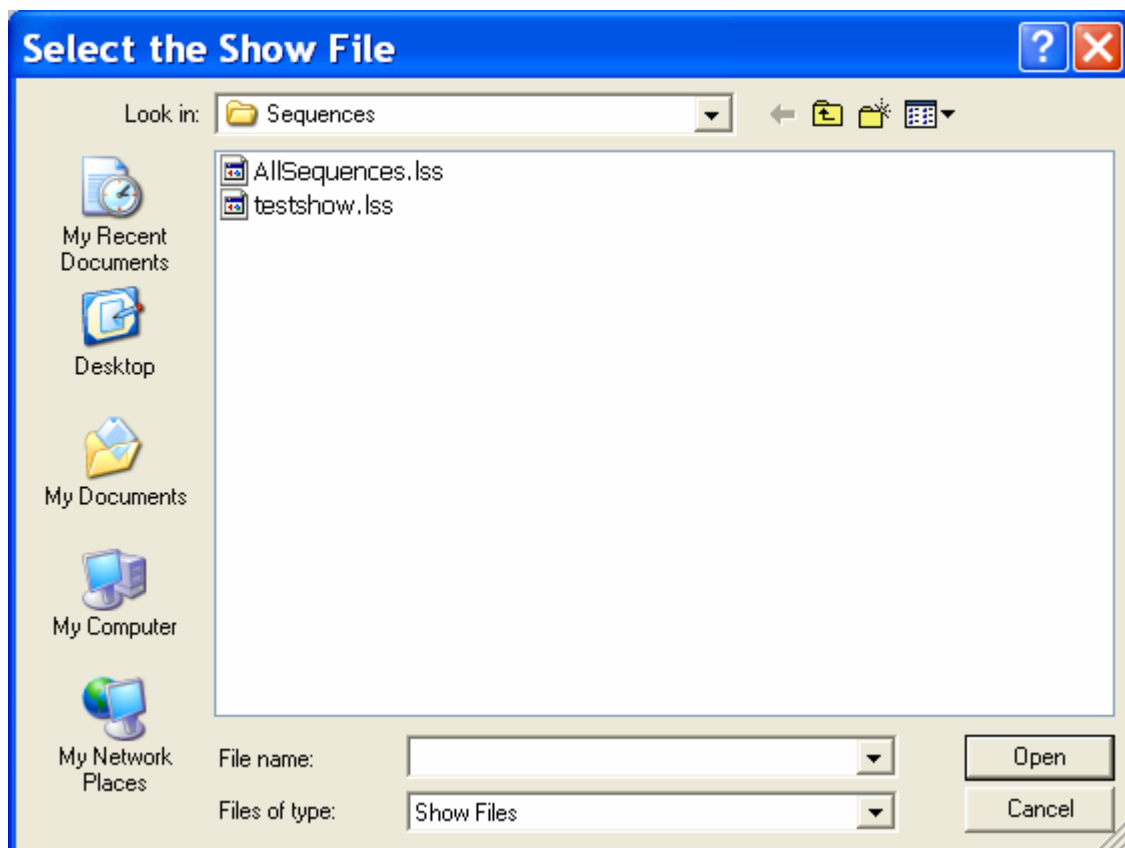 Select the Show File
Look in: Sequences
AllSequences.lss
testshow.lss
My Recent
Documents
Desktop
My Documents
My Computer
My Network
Places
File name:
Open
Files of type: Show Files
Cancel